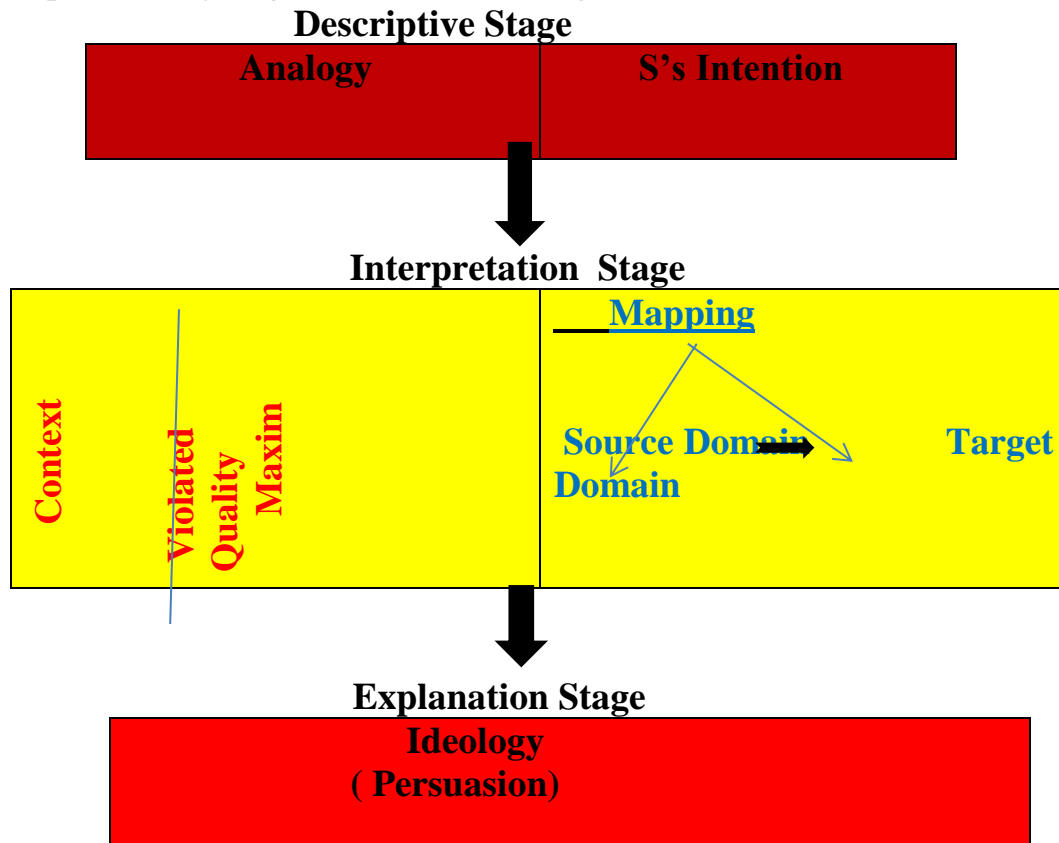 Descriptive Stage
Analogy
S's Intention
Interpretation Stage
Context
Violated
Quality
Maxim
Mapping
Source Domain Target
Domain
Explanation Stage
Ideology
( Persuasion)